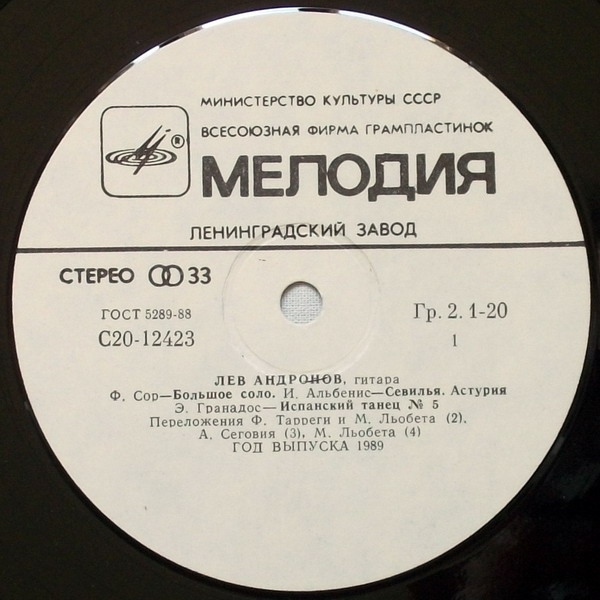 МИНИСТЕРСТВО КУЛЬТУРЫ СССР
ВСЕСОЮЗНАЯ ФИРМА ГРАМПЛАСТИНОК
®
МЕЛОДИЯ
ЛЕНИНГРАДСКИЙ ЗАВОД
СТЕРЕО 33
ГОСТ 5289-88
Гр. 2. 1-20
С20-12423
1
ЛЕВ АНДРОНОВ, гитара
Ф. Сор—Большое соло. И. Альбенис—Севилья. Астурия
Э. Гранадос—Испанский танец № 5
Переложения Ф. Тарреги и М. Льобета (2),
А. Сеговия (3), М. Льобета (4)
ГОД ВЫПУСКА 1989